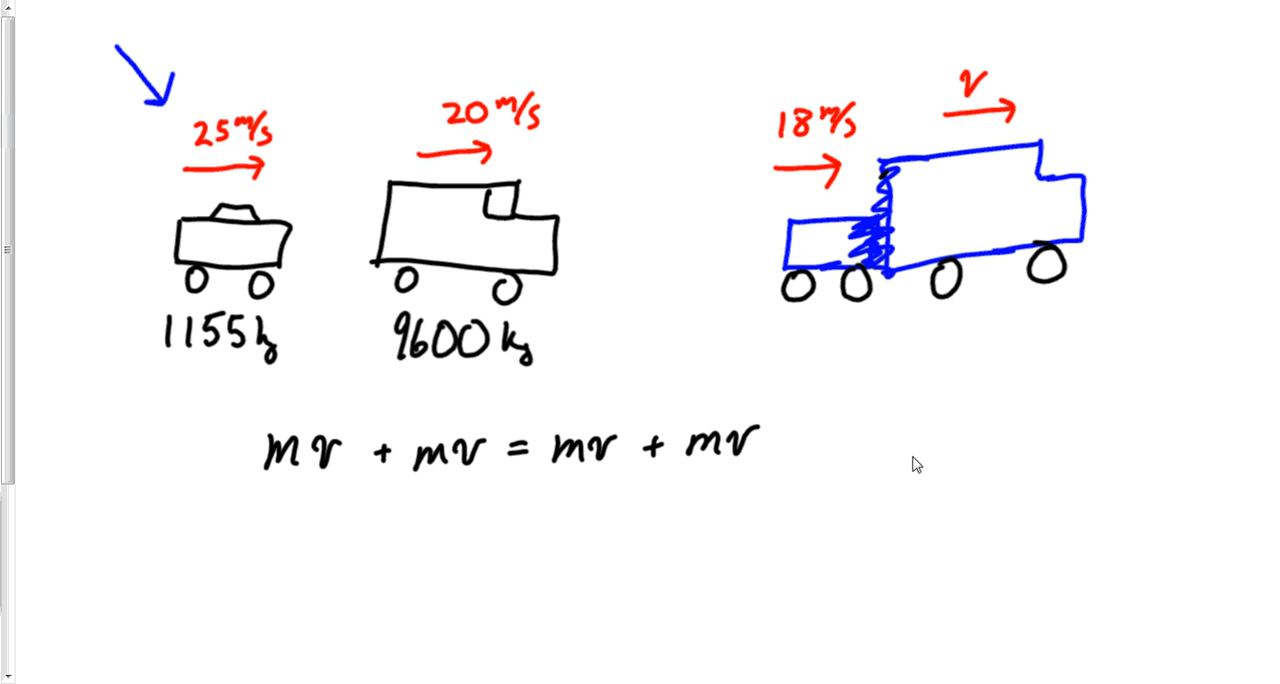 25 m/s
20 m/s
18 m/s
v
1155 kg
9600 kg
mv + mv = mv + mv